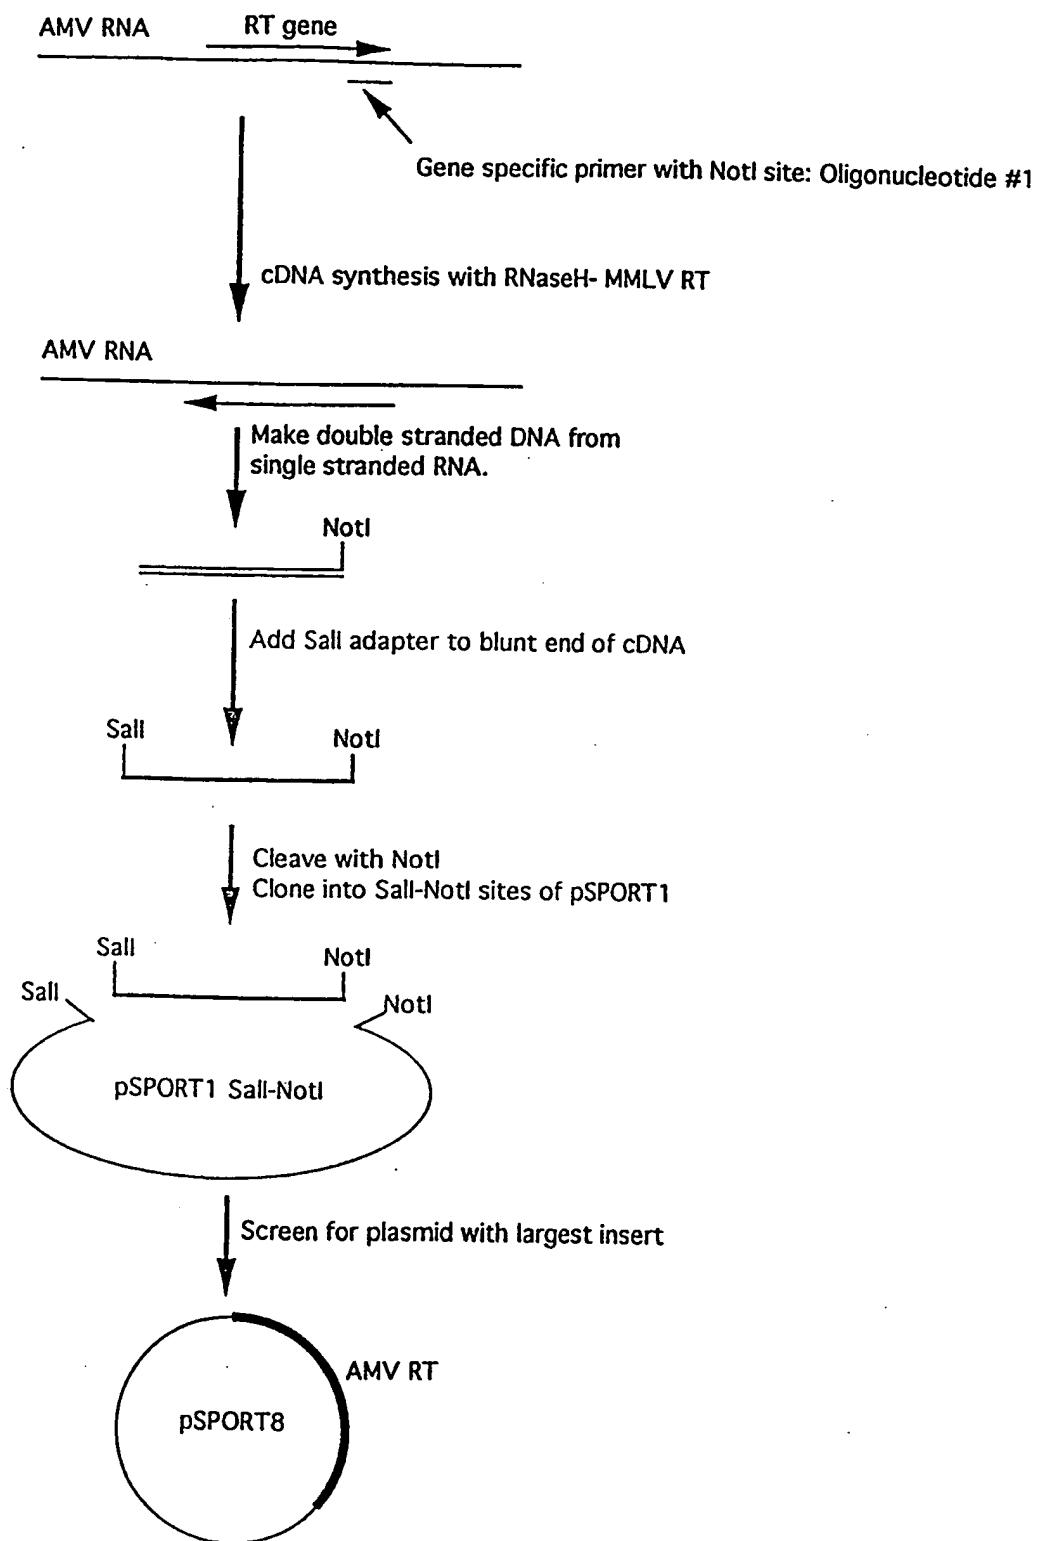 AMV RNA
RT gene
Gene specific primer with NotI site: Oligonucleotide #1
cDNA synthesis with RNaseH- MMLV RT
AMV RNA
Make double stranded DNA from
single stranded RNA.
NotI
Add SalI adapter to blunt end of cDNA
SalI
NotI
Cleave with NotI
Clone into SalI-NotI sites of pSPORT1
SalI
NotI
SalI
NotI
pSPORT1 SalI-NotI
Screen for plasmid with largest insert
AMV RT
pSPORT8